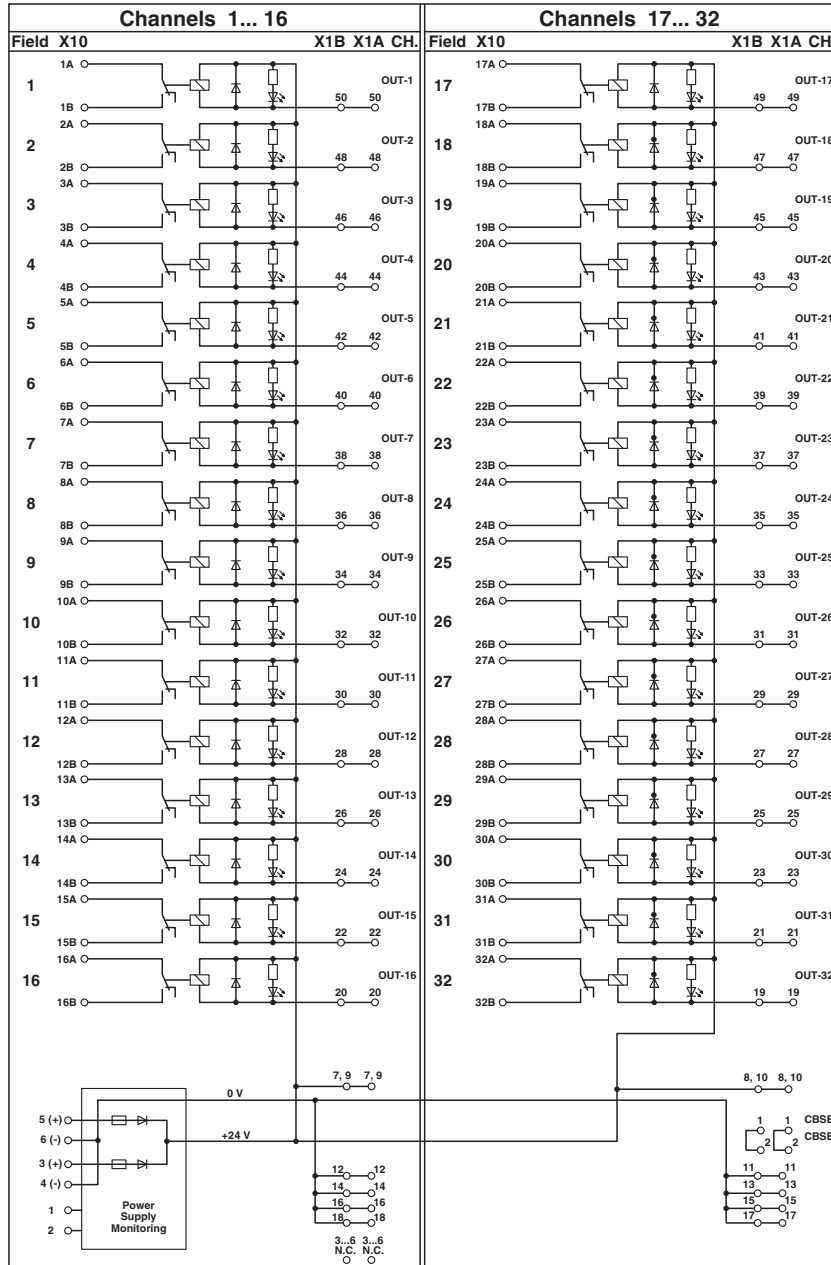 Channels 1... 16
Field X10 X1B X1A CH.
1A
1 OUT-1
1B 50 50
2A
2 OUT-2
2B 48 48
3A
3 OUT-3
3B 46 46
4A
4 OUT-4
4B 44 44
5A
5 OUT-5
5B 42 42
6A
6 OUT-6
6B 40 40
7A
7 OUT-7
7B 38 38
8A
8 OUT-8
8B 36 36
9A
9 OUT-9
9B 34 34
10A
10 OUT-10
10B 32 32
11A
11 OUT-11
11B 30 30
12A
12 OUT-12
12B 28 28
13A
13 OUT-13
13B 26 26
14A
14 OUT-14
14B 24 24
15A
15 OUT-15
15B 22 22
16A
16 OUT-16
16B 20 20
7, 9 7, 9
0 V
5 (+)
6 (-)
+24 V
3 (+)
4 (-)
1
2
Power
Supply
Monitoring
12 12
14 14
16 16
18 18
3...6 3...6
N.C. N.C.
Channels 17... 32
Field X10 X1B X1A CH
17A
17 OUT-17
17B 49 49
18A
18 OUT-18
18B 47 47
19A
19 OUT-19
19B 45 45
20A
20 OUT-20
20B 43 43
21A
21 OUT-21
21B 41 41
22A
22 OUT-22
22B 39 39
23A
23 OUT-23
23B 37 37
24A
24 OUT-24
24B 35 35
25A
25 OUT-25
25B 33 33
26A
26 OUT-26
26B 31 31
27A
27 OUT-27
27B 29 29
28A
28 OUT-28
28B 27 27
29A
29 OUT-29
29B 25 25
30A
30 OUT-30
30B 23 23
31A
31 OUT-31
31B 21 21
32A
32 OUT-32
32B 19 19
8, 10 8, 10
1 1 CBSE
2 2 CBSE
11 11
13 13
15 15
17 17